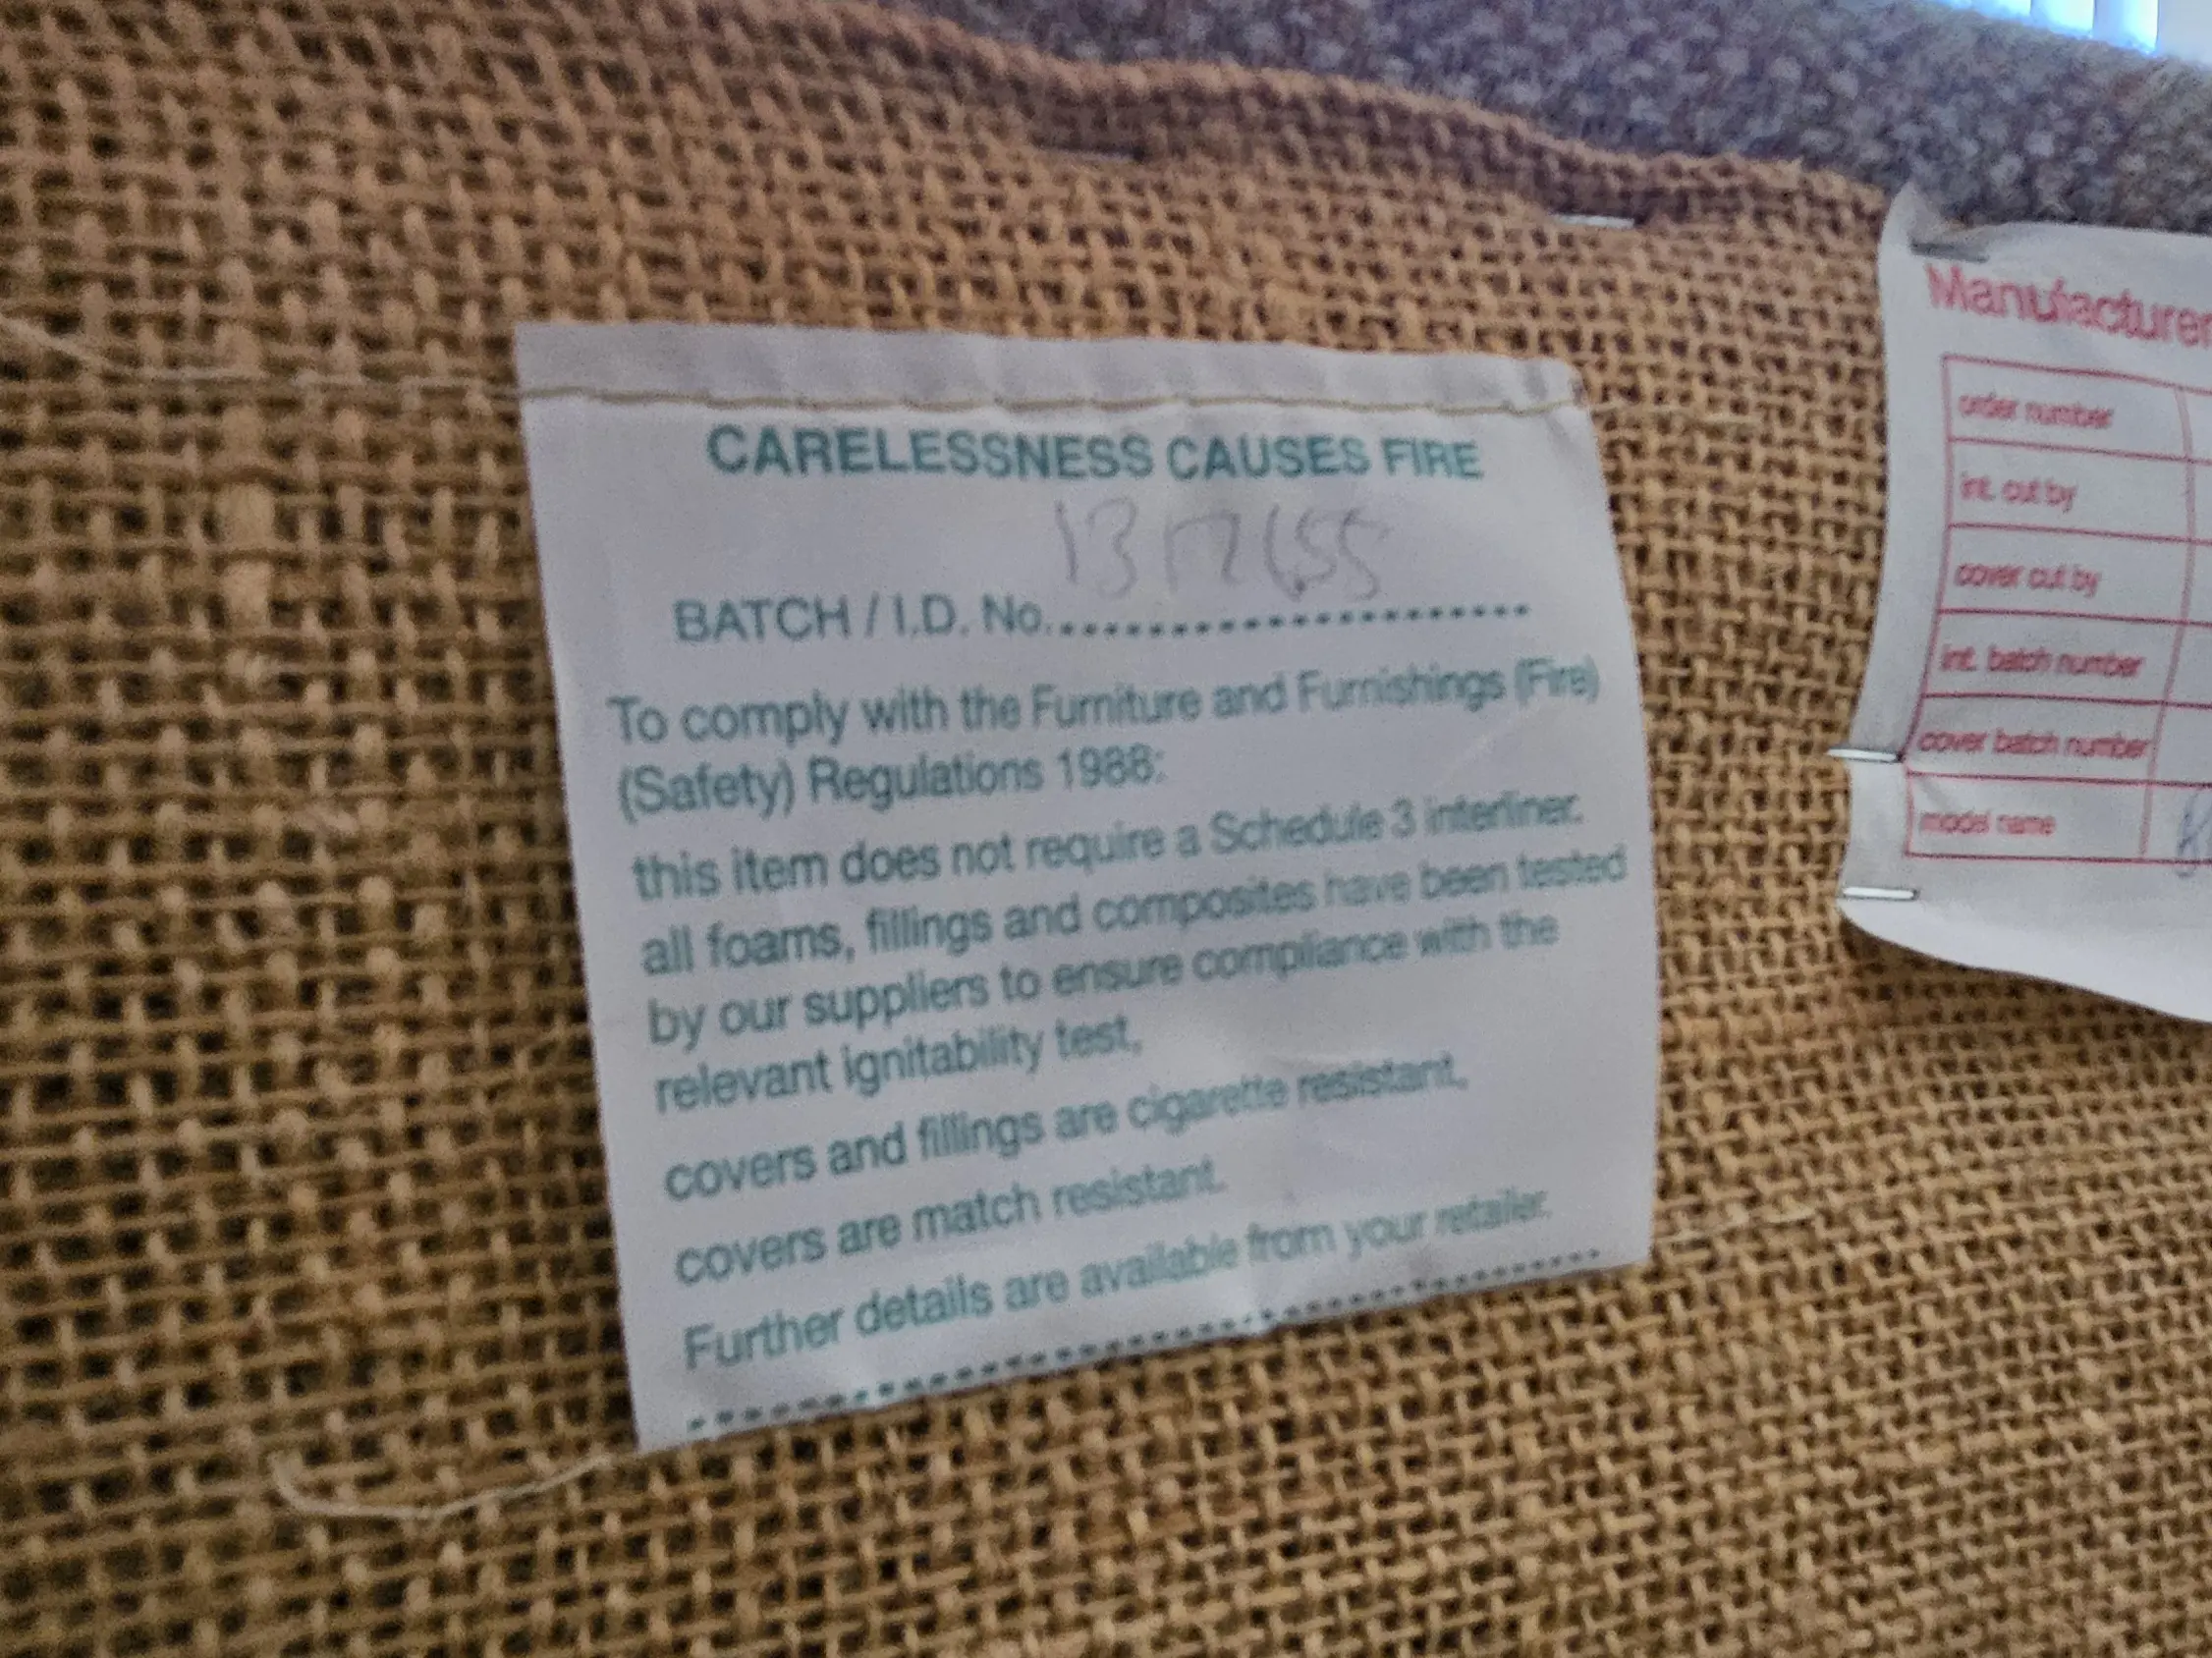 CARELESSNESS CAUSES FIRE
BATCH / I.D. No.
To comply with the Furniture and Furnishings (Fire)
(Safety) Regulations 1988:
this item does not require a Schedule 3 interliner.
all foams, fillings and composites have been tested
by our suppliers to ensure compliance with the
relevant ignitability test,
covers and fillings are cigarette resistant,
covers are match resistant.
Further details are available from your retailer.
Manufacturer
order number
int. cut by
cover cut by
int. batch number
cover batch number
model name